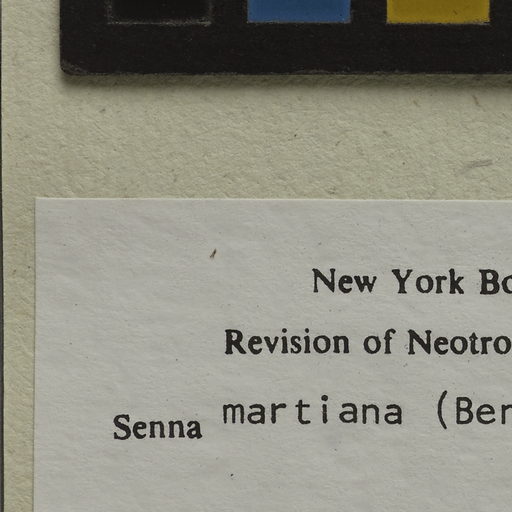 New York Bo
Revision of Neotro
Senna martiana (Ben